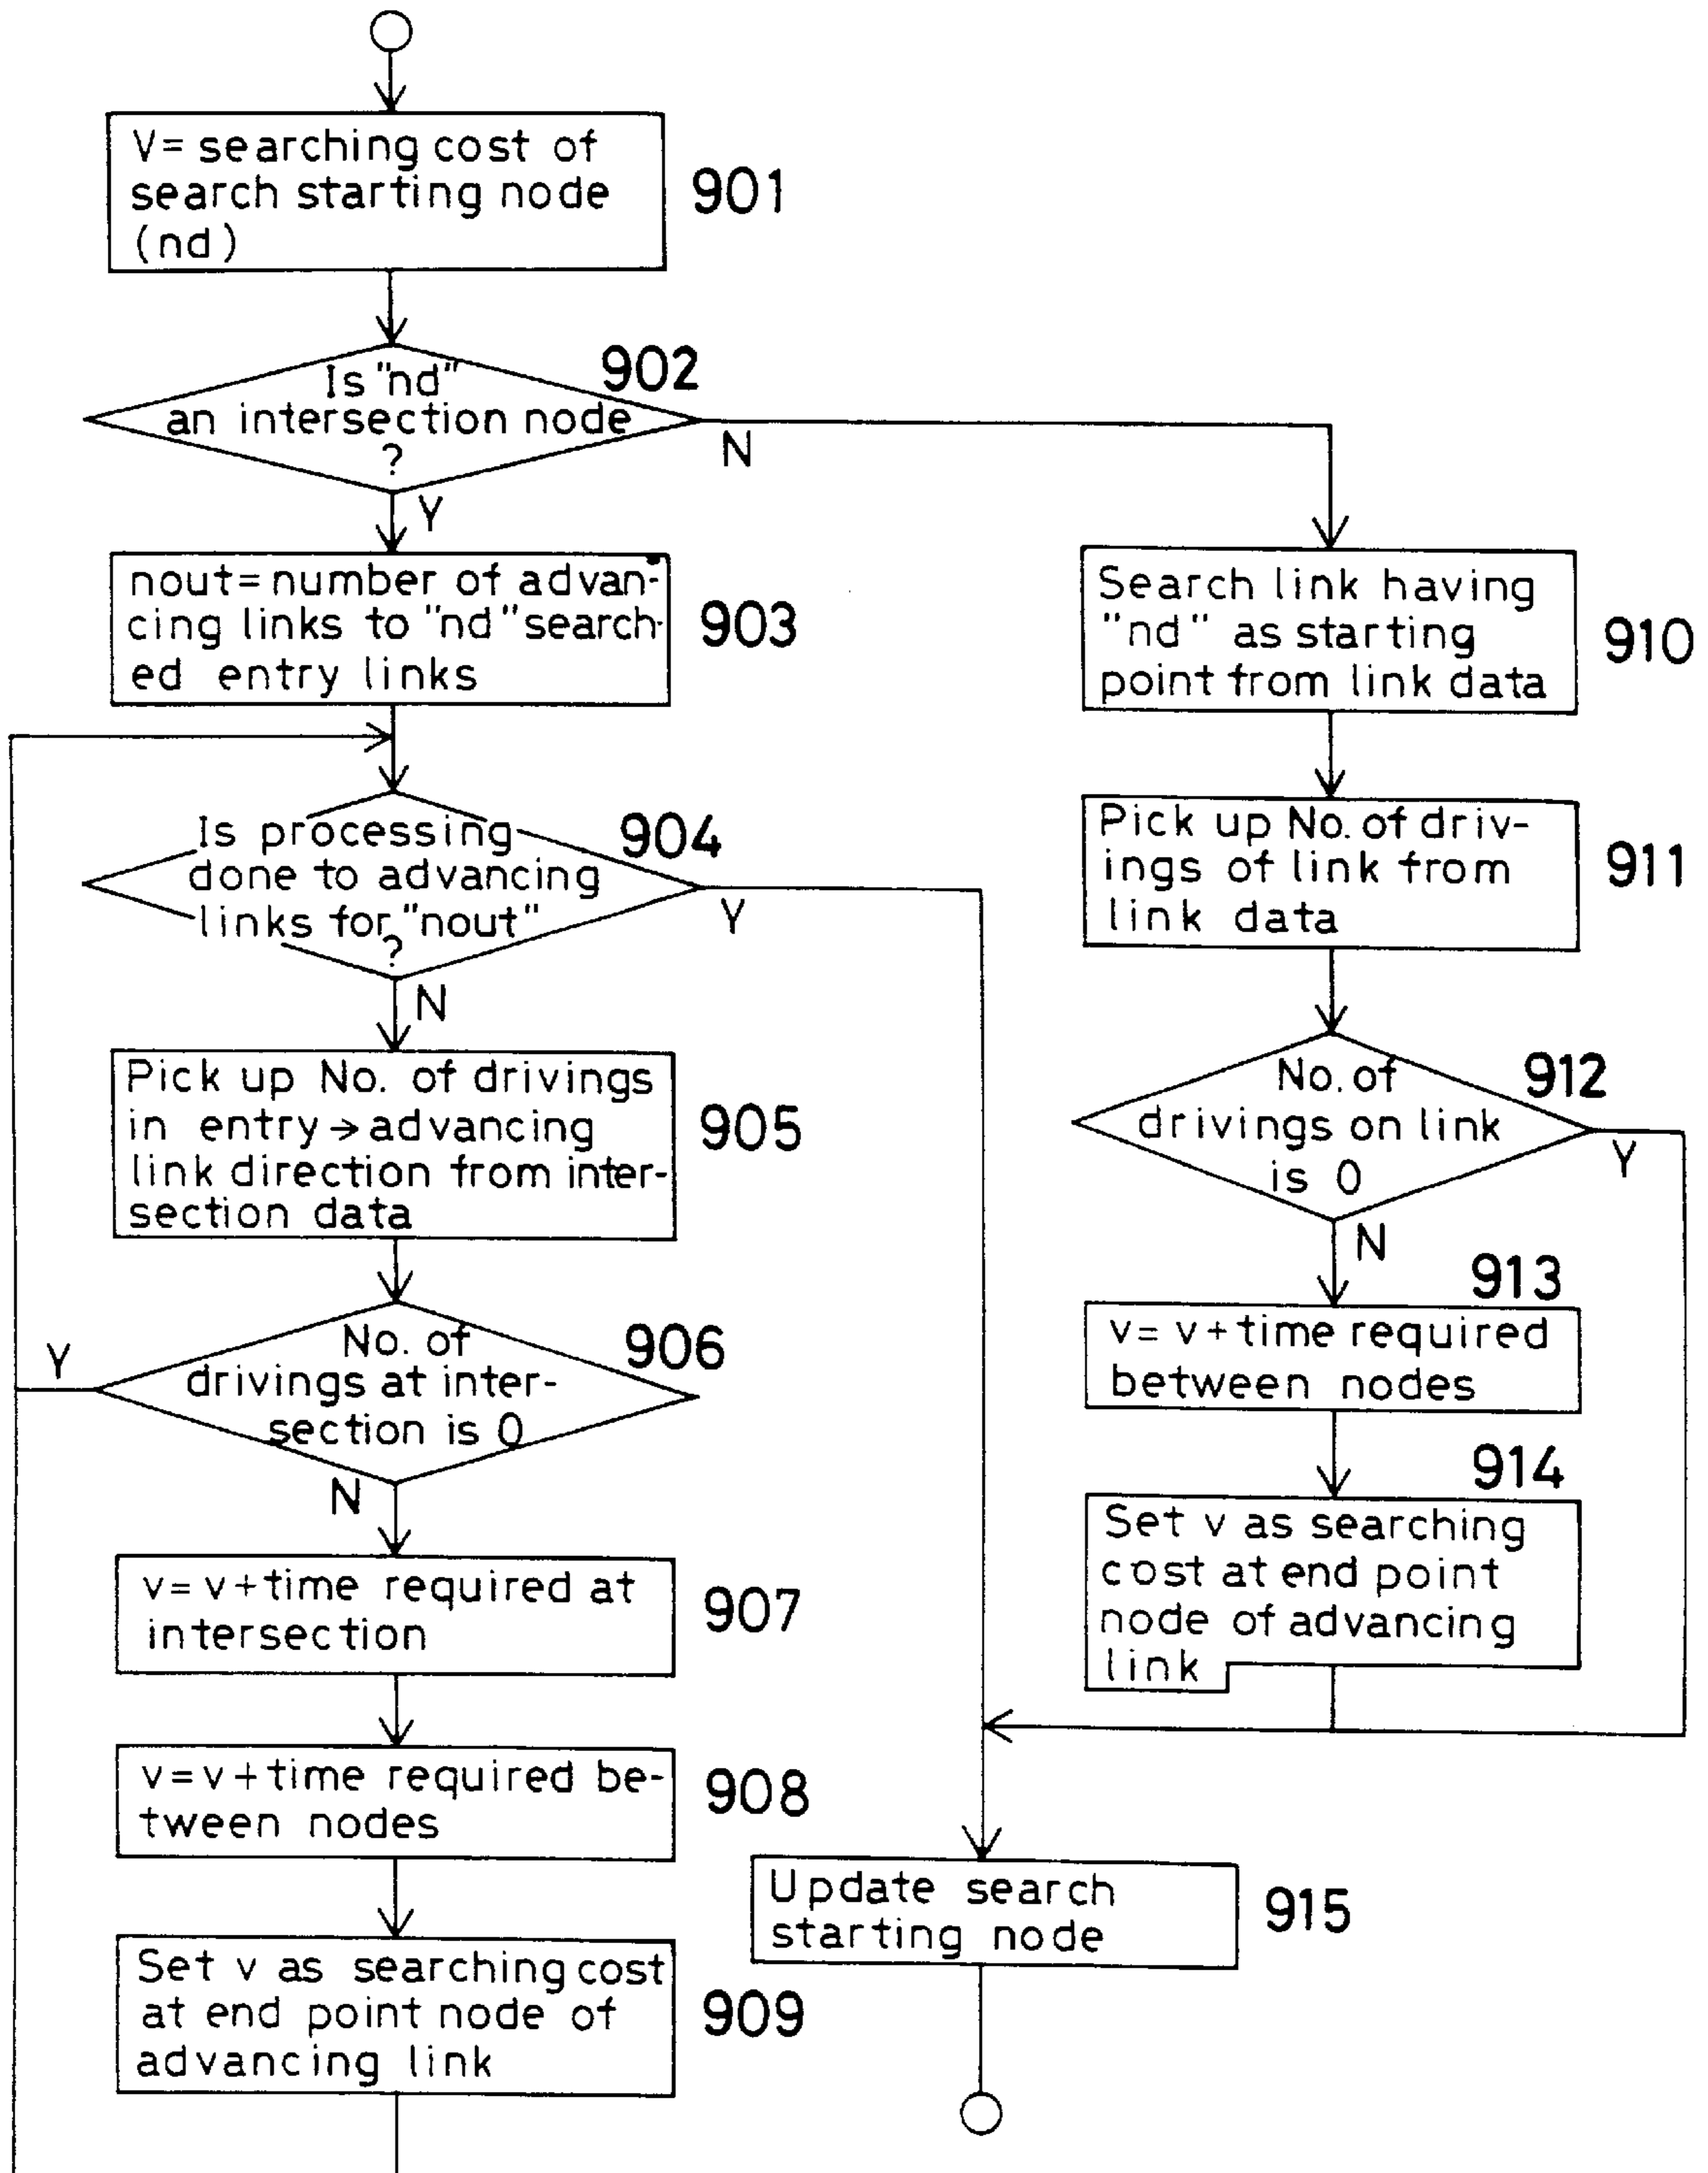 V= searching cost of
search starting node
(nd)
901
Is "nd"
an intersection node
?
902
N
Y
nout=number of advan-
cing links to "nd" search-
ed entry links
903
Is processing
done to advancing
links for "nout"
?
904
Y
N
Pick up No. of drivings
in entry→advancing
link direction from inter-
section data
905
No. of
drivings at inter-
section is 0
906
Y
N
v= v+time required at
intersection
907
v=v+time required be-
tween nodes
908
Set v as searching cost
at end point node of
advancing link
909
Search link having
"nd" as starting
point from link data
910
Pick up No. of driv-
ings of link from
link data
911
No. of
drivings on link
is 0
912
Y
N
913
v= v+time required
between nodes
914
Set v as searching
cost at end point
node of advancing
link
Update search
starting node
915